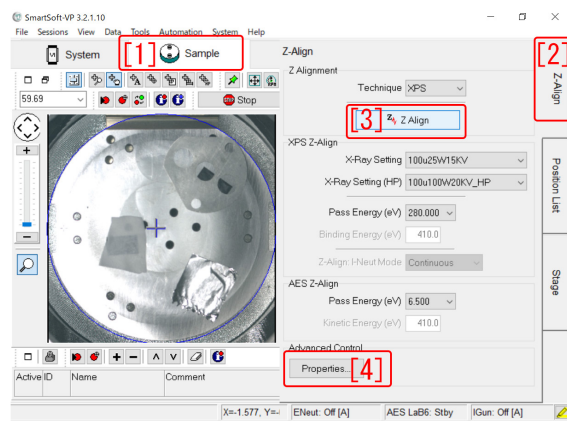 SmartSoft-VP 3.2.1.10
File Sessions View Data Tools Automation System Help
System [1] Sample
Z-Align
[2]
Z-Align
Position List
Stage
59.69
Stop
Z Alignment
Technique XPS
[3] Z Align
XPS Z-Align
X-Ray Setting 100u25W15KV
X-Ray Setting (HP) 100u100W20KV_HP
Pass Energy (eV) 280.000
Binding Energy (eV) 410.0
Z-Align: I-Neut Mode Continuous
AES Z-Align
Pass Energy (eV) 6.500
Kinetic Energy (eV) 410.0
Advanced Control
Properties... [4]
Active ID Name Comment
X=-1.577, Y=- ENeut: Off [A] AES LaB6: Stby IGun: Off [A]